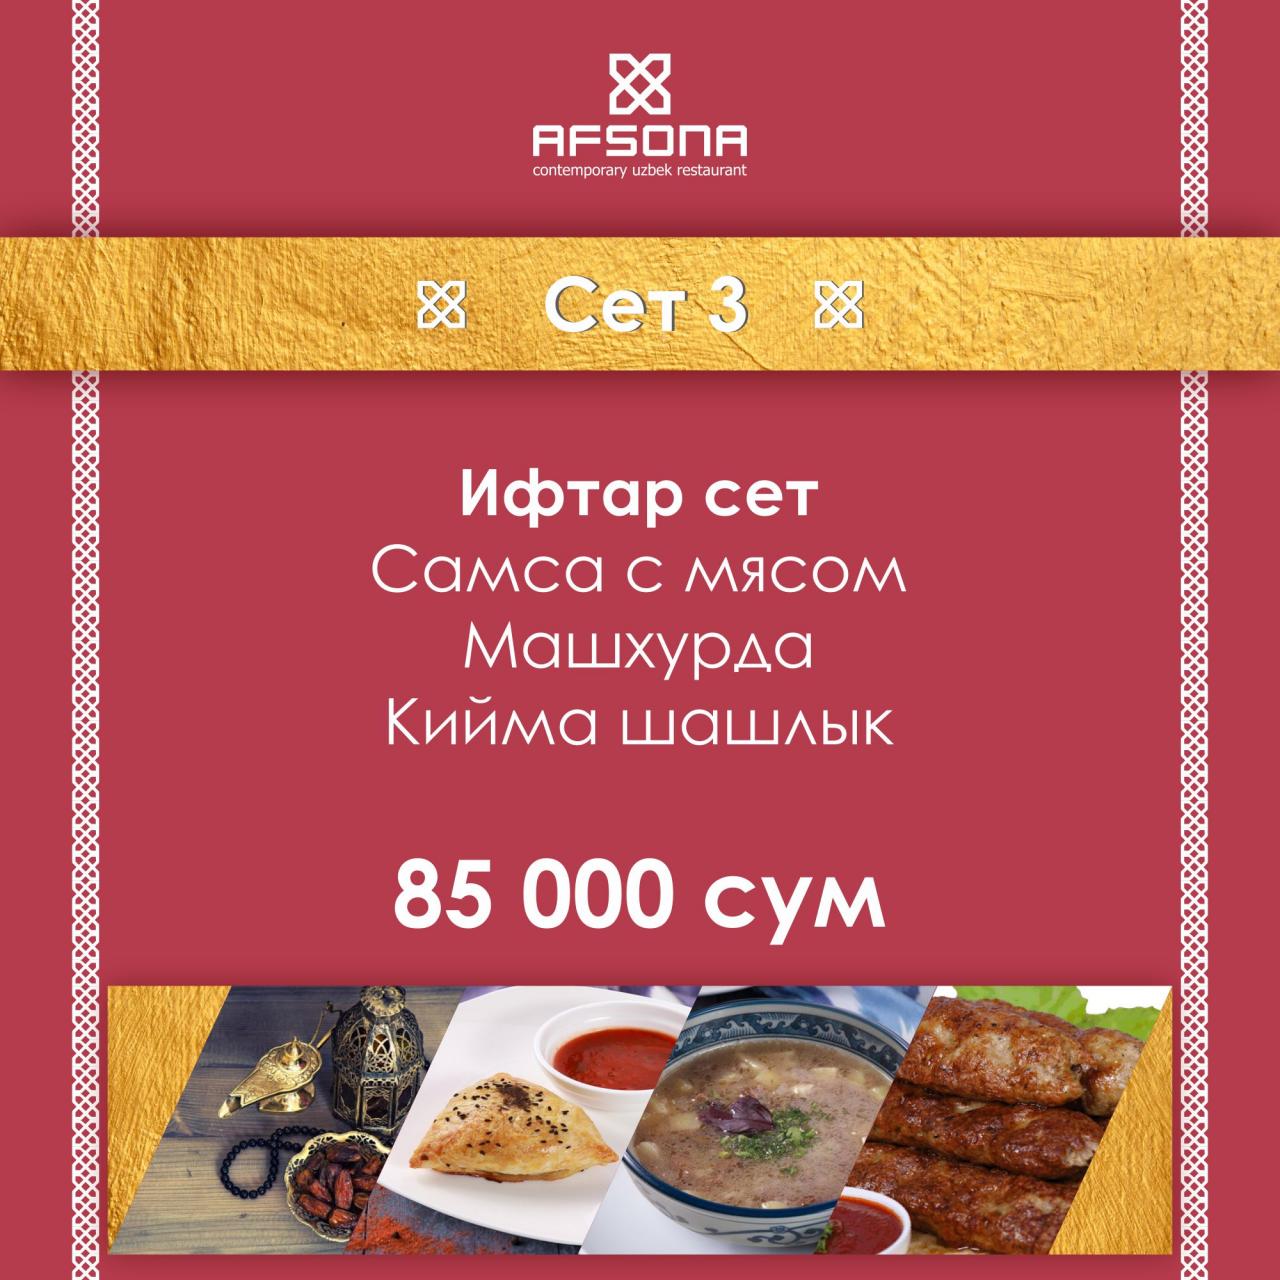 AFSONA
contemporary uzbek restaurant
Сет 3
Ифтар сет
Самса с мясом
Машхурда
Кийма шашлык
85 000 сум